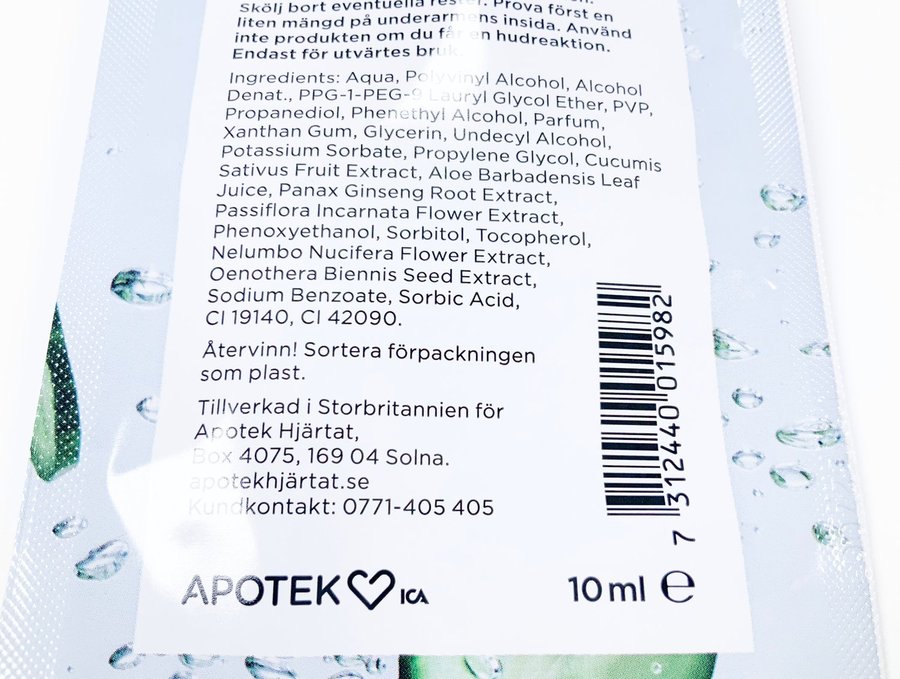 Skölj bort eventuella rester. Prova först en
liten mängd på underarmens insida. Använd
inte produkten om du får en hudreaktion.
Endast för utvärtes bruk.
Ingredients: Aqua, Polyvinyl Alcohol, Alcohol
Denat., PPG-1-PEG-9 Lauryl Glycol Ether, PVP,
Propanediol, Phenethyl Alcohol, Parfum,
Xanthan Gum, Glycerin, Undecyl Alcohol,
Potassium Sorbate, Propylene Glycol, Cucumis
Sativus Fruit Extract, Aloe Barbadensis Leaf
Juice, Panax Ginseng Root Extract,
Passiflora Incarnata Flower Extract,
Phenoxyethanol, Sorbitol, Tocopherol,
Nelumbo Nucifera Flower Extract,
Oenothera Biennis Seed Extract,
Sodium Benzoate, Sorbic Acid,
CI 19140, CI 42090.
Återvinn! Sortera förpackningen
som plast.
Tillverkad i Storbritannien för
Apotek Hjärtat,
Box 4075, 169 04 Solna.
apotekhjärtat.se
Kundkontakt: 0771-405 405
7 312440 015982
APOTEK ICA
10 ml ℮